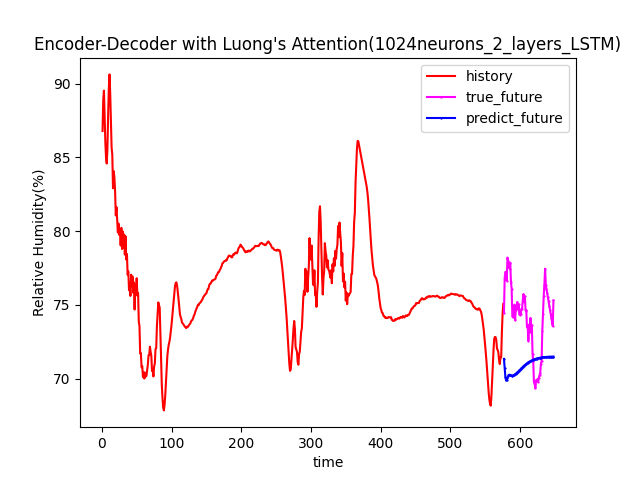 Encoder-Decoder with Luong's Attention(1024neurons_2_layers_LSTM)
history
true_future
predict_future
Relative Humidity(%)
90
85
80
75
70
0 100 200 300 400 500 600
time